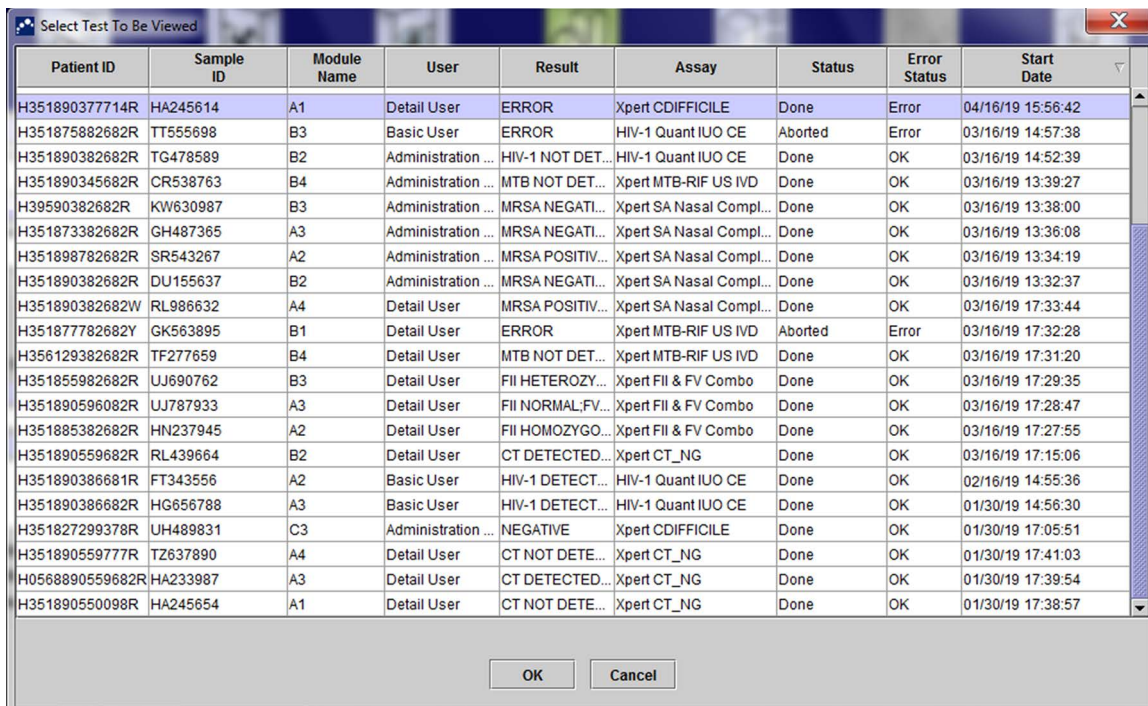 Select Test To Be Viewed
Patient ID Sample ID Module Name User Result Assay Status Error Status Start Date
H351890377714R HA245614 A1 Detail User ERROR Xpert CDIFFICILE Done Error 04/16/19 15:56:42
H351875882682R TT555698 B3 Basic User ERROR HIV-1 Quant IUO CE Aborted Error 03/16/19 14:57:38
H351890382682R TG478589 B2 Administration ... HIV-1 NOT DET... HIV-1 Quant IUO CE Done OK 03/16/19 14:52:39
H351890345682R CR538763 B4 Administration ... MTB NOT DET... Xpert MTB-RIF US IVD Done OK 03/16/19 13:39:27
H39590382682R KW630987 B3 Administration ... MRSA NEGATI... Xpert SA Nasal Compl... Done OK 03/16/19 13:38:00
H351873382682R GH487365 A3 Administration ... MRSA NEGATI... Xpert SA Nasal Compl... Done OK 03/16/19 13:36:08
H351898782682R SR543267 A2 Administration ... MRSA POSITIV... Xpert SA Nasal Compl... Done OK 03/16/19 13:34:19
H351890382682R DU155637 B2 Administration ... MRSA NEGATI... Xpert SA Nasal Compl... Done OK 03/16/19 13:32:37
H351890382682W RL986632 A4 Detail User MRSA POSITIV... Xpert SA Nasal Compl... Done OK 03/16/19 17:33:44
H351877782682Y GK563895 B1 Detail User ERROR Xpert MTB-RIF US IVD Aborted Error 03/16/19 17:32:28
H356129382682R TF277659 B4 Detail User MTB NOT DET... Xpert MTB-RIF US IVD Done OK 03/16/19 17:31:20
H351855982682R UJ690762 B3 Detail User FII HETEROZY... Xpert FII & FV Combo Done OK 03/16/19 17:29:35
H351890596082R UJ787933 A3 Detail User FII NORMAL;FV... Xpert FII & FV Combo Done OK 03/16/19 17:28:47
H351885382682R HN237945 A2 Detail User FII HOMOZYGO... Xpert FII & FV Combo Done OK 03/16/19 17:27:55
H351890559682R RL439664 B2 Detail User CT DETECTED... Xpert CT_NG Done OK 03/16/19 17:15:06
H351890386681R FT343556 A2 Basic User HIV-1 DETECT... HIV-1 Quant IUO CE Done OK 02/16/19 14:55:36
H351890386682R HG656788 A3 Basic User HIV-1 DETECT... HIV-1 Quant IUO CE Done OK 01/30/19 14:56:30
H351827299378R UH489831 C3 Administration ... NEGATIVE Xpert CDIFFICILE Done OK 01/30/19 17:05:51
H351890559777R TZ637890 A4 Detail User CT NOT DETE... Xpert CT_NG Done OK 01/30/19 17:41:03
H0568890559682R HA233987 A3 Detail User CT DETECTED... Xpert CT_NG Done OK 01/30/19 17:39:54
H351890550098R HA245654 A1 Detail User CT NOT DETE... Xpert CT_NG Done OK 01/30/19 17:38:57
OK Cancel